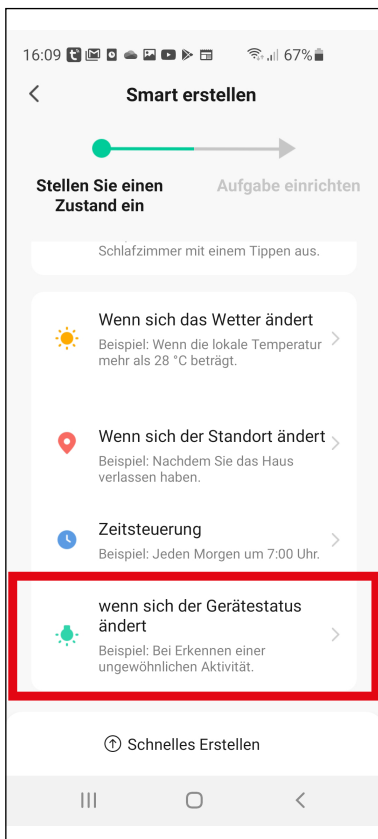 16:09 67%
Smart erstellen
Stellen Sie einen Aufgabe einrichten
Zustand ein
Schlafzimmer mit einem Tippen aus.
Wenn sich das Wetter ändert
Beispiel: Wenn die lokale Temperatur
mehr als 28 °C beträgt.
Wenn sich der Standort ändert
Beispiel: Nachdem Sie das Haus
verlassen haben.
Zeitsteuerung
Beispiel: Jeden Morgen um 7:00 Uhr.
wenn sich der Gerätestatus
ändert
Beispiel: Bei Erkennen einer
ungewöhnlichen Aktivität.
Schnelles Erstellen